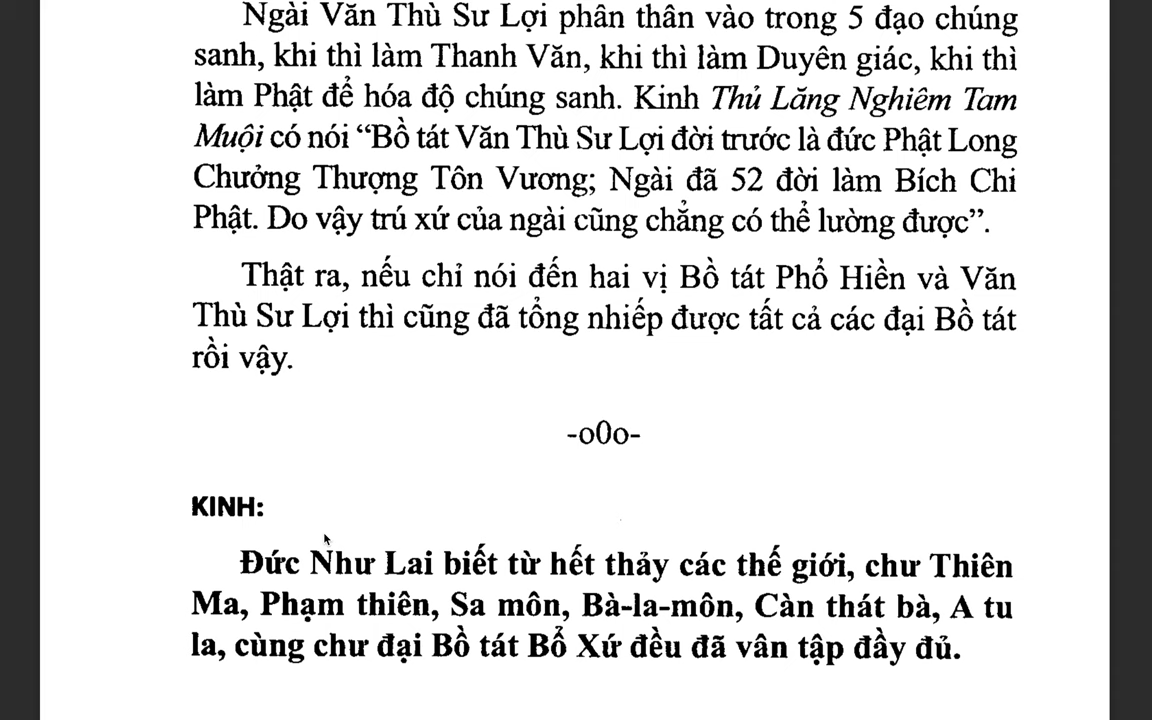 Ngài Văn Thù Sư Lợi phân thân vào trong 5 đạo chúng
sanh, khi thì làm Thanh Văn, khi thì làm Duyên giác, khi thì
làm Phật để hóa độ chúng sanh. Kinh Thủ Lăng Nghiêm Tam
Muội có nói “Bồ tát Văn Thù Sư Lợi đời trước là đức Phật Long
Chưởng Thượng Tôn Vương; Ngài đã 52 đời làm Bích Chi
Phật. Do vậy trú xứ của ngài cũng chẳng có thể lường được”.
Thật ra, nếu chỉ nói đến hai vị Bồ tát Phổ Hiền và Văn
Thù Sư Lợi thì cũng đã tổng nhiếp được tất cả các đại Bồ tát
rồi vậy.
-o0o-
KINH:
Đức Như Lai biết từ hết thảy các thế giới, chư Thiên
Ma, Phạm thiên, Sa môn, Bà-la-môn, Càn thát bà, A tu
la, cùng chư đại Bồ tát Bổ Xứ đều đã vân tập đầy đủ.